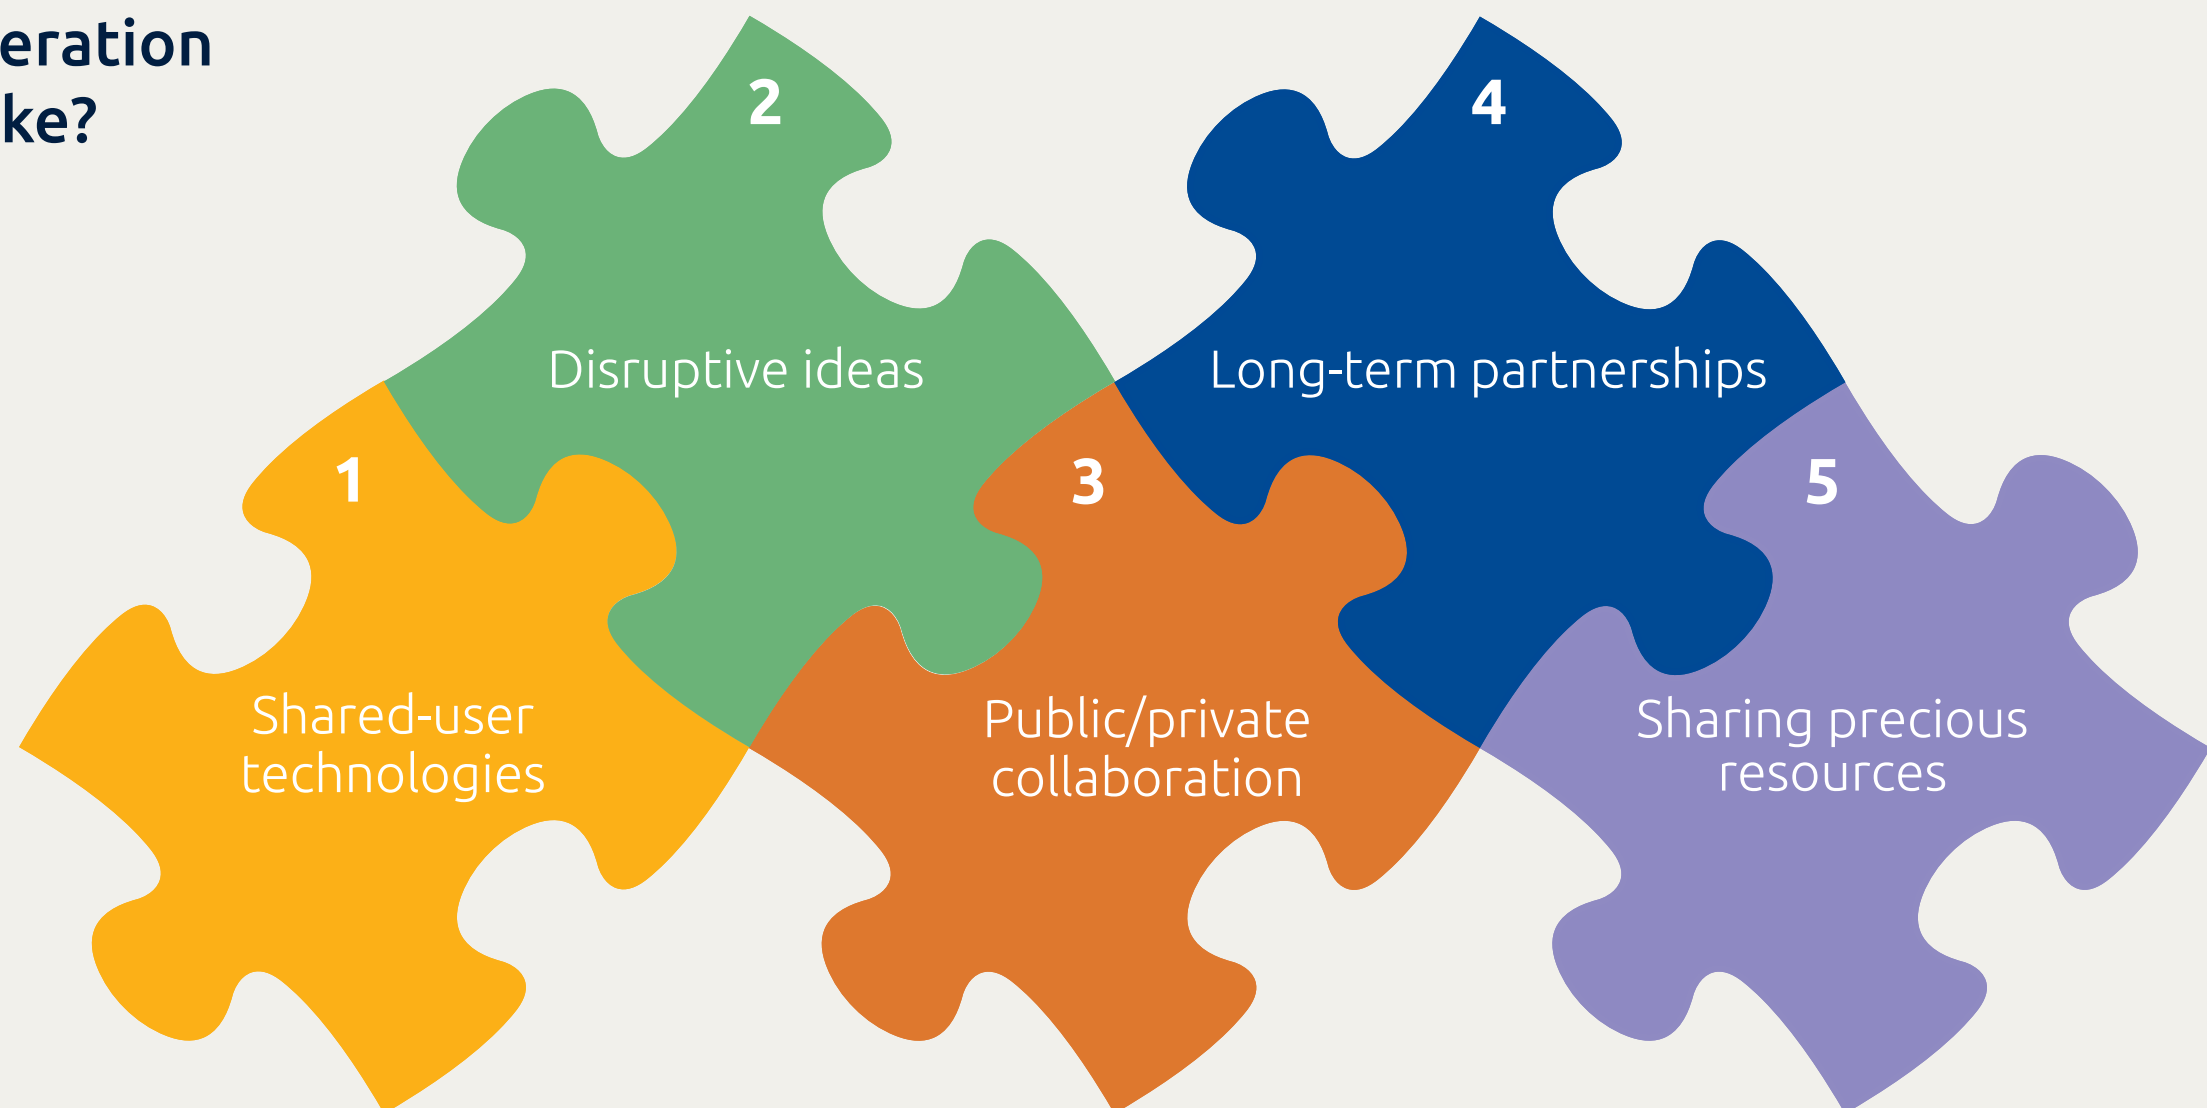 eration
ke?
1
Shared-user
technologies
2
Disruptive ideas
3
Public/private
collaboration
4
Long-term partnerships
5
Sharing precious
resources